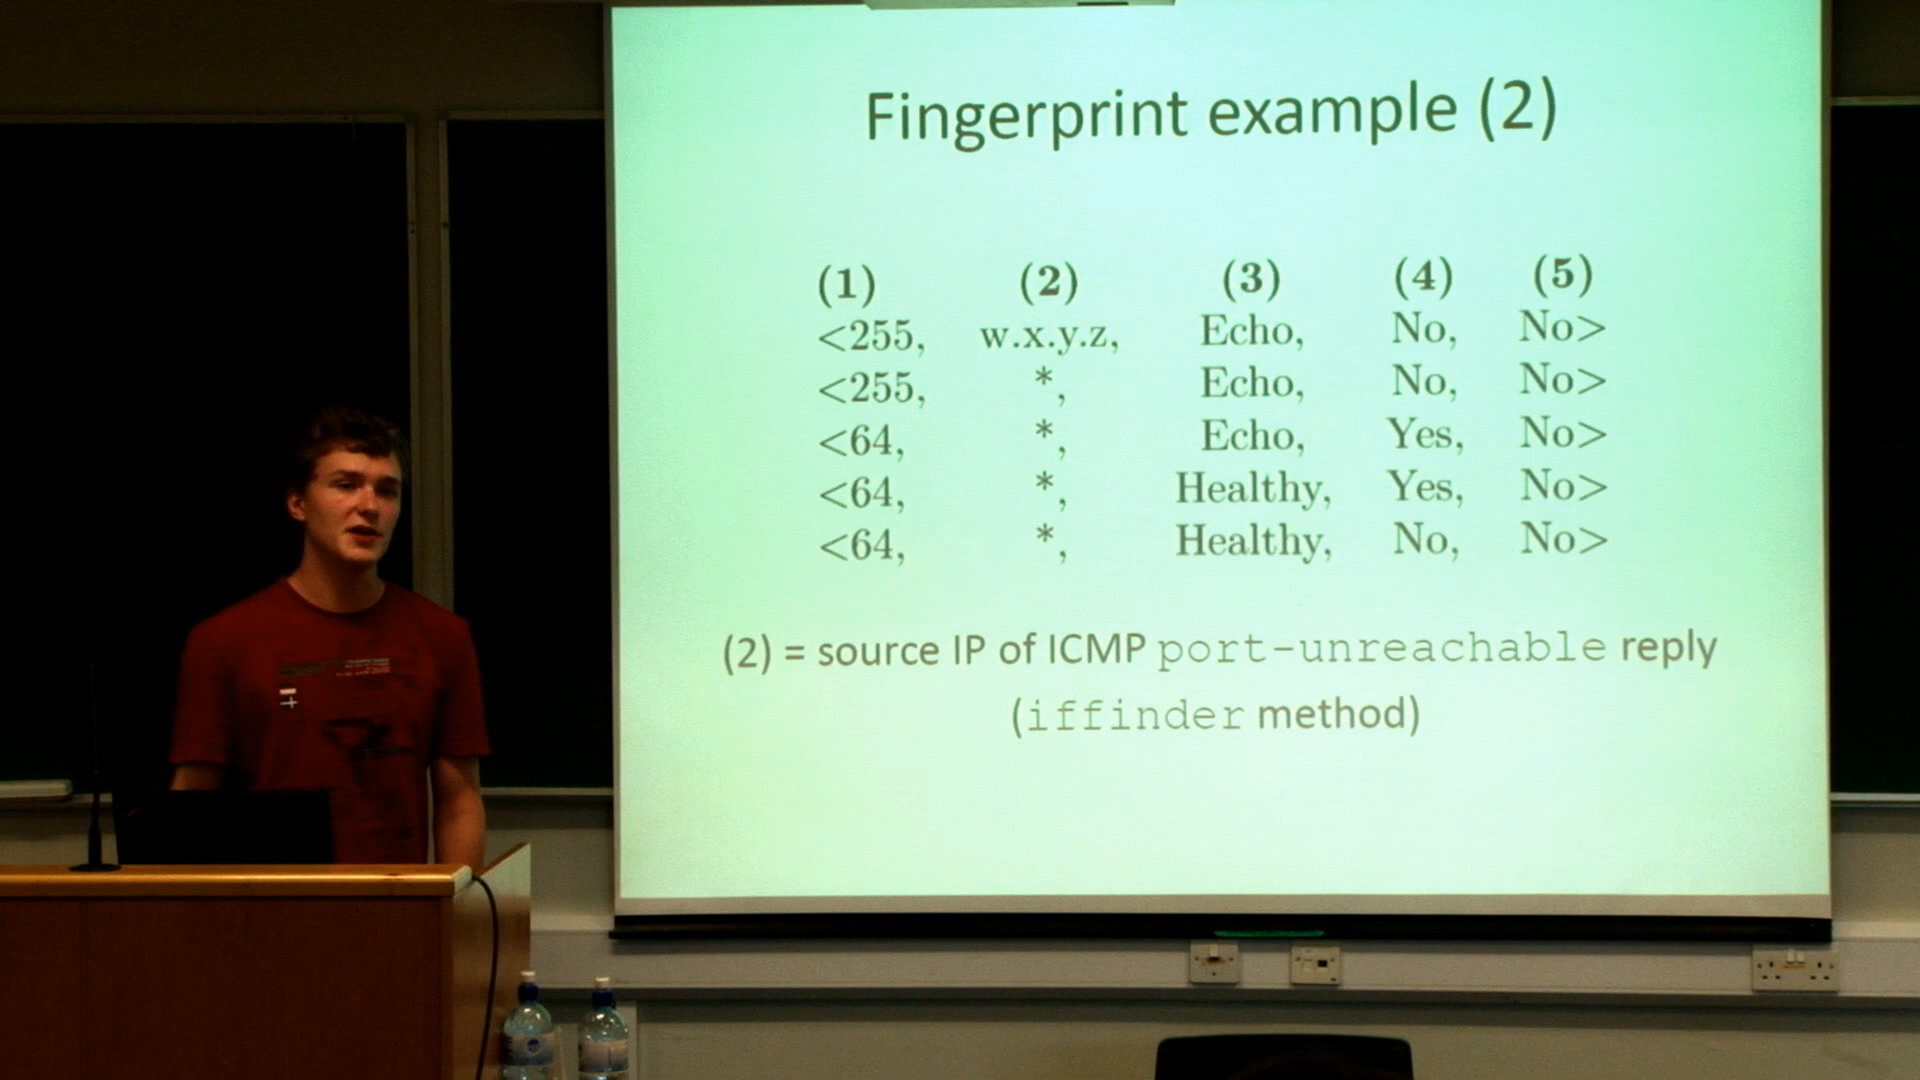 Fingerprint example (2)
(1) (2) (3) (4) (5)
<255, w.x.y.z, Echo, No, No>
<255, *, Echo, No, No>
<64, *, Echo, Yes, No>
<64, *, Healthy, Yes, No>
<64, *, Healthy, No, No>
(2) = source IP of ICMP port-unreachable reply
(iffinder method)